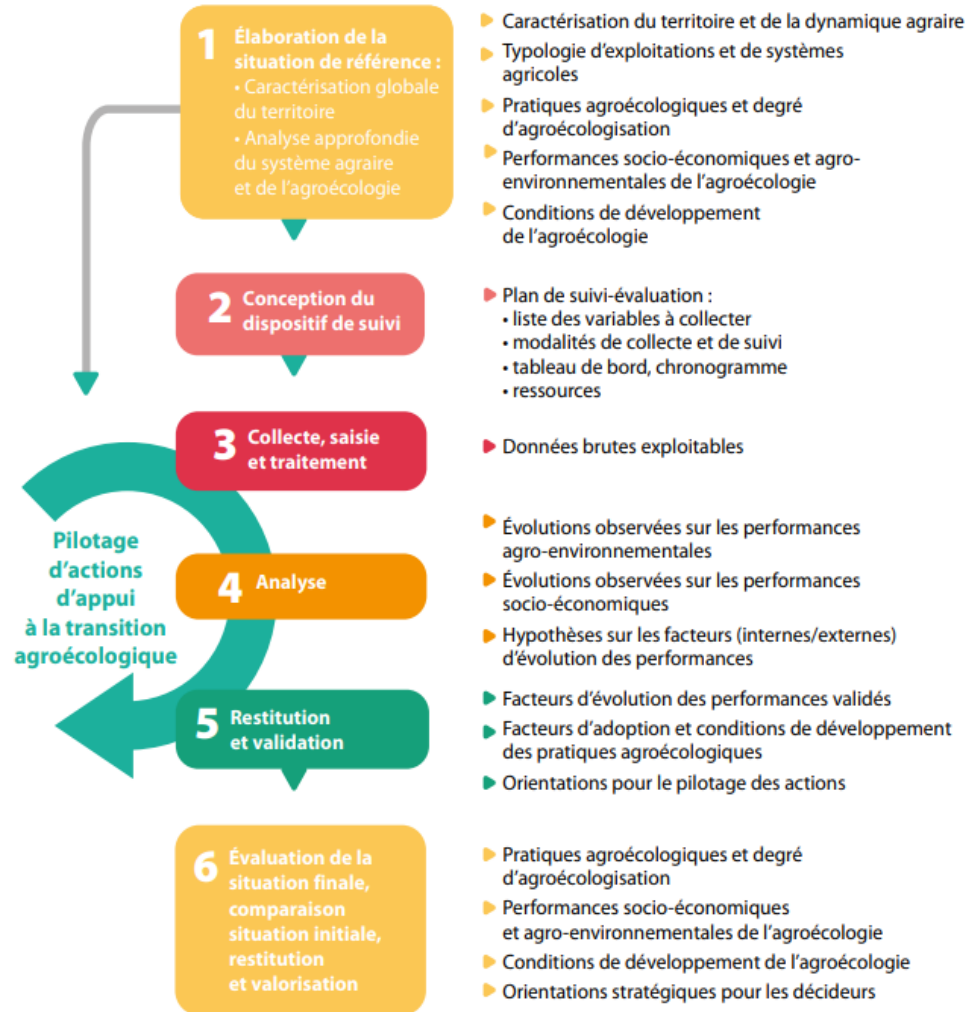 1 Élaboration de la
situation de référence :
• Caractérisation globale
du territoire
• Analyse approfondie
du système agraire
et de l'agroécologie
Caractérisation du territoire et de la dynamique agraire
Typologie d'exploitations et de systèmes
agricoles
Pratiques agroécologiques et degré
d'agroécologisation
Performances socio-économiques et agro-
environnementales de l'agroécologie
Conditions de développement
de l'agroécologie
2 Conception du
dispositif de suivi
Plan de suivi-évaluation :
• liste des variables à collecter
• modalités de collecte et de suivi
• tableau de bord, chronogramme
• ressources
3 Collecte, saisie
et traitement
Données brutes exploitables
Pilotage
d'actions
d'appui
à la transition
agroécologique
4 Analyse
Évolutions observées sur les performances
agro-environnementales
Évolutions observées sur les performances
socio-économiques
Hypothèses sur les facteurs (internes/externes)
d'évolution des performances
5 Restitution
et validation
Facteurs d'évolution des performances validés
Facteurs d'adoption et conditions de développement
des pratiques agroécologiques
Orientations pour le pilotage des actions
6 Évaluation de la
situation finale,
comparaison
situation initiale,
restitution
et valorisation
Pratiques agroécologiques et degré
d'agroécologisation
Performances socio-économiques
et agro-environnementales de l'agroécologie
Conditions de développement de l'agroécologie
Orientations stratégiques pour les décideurs